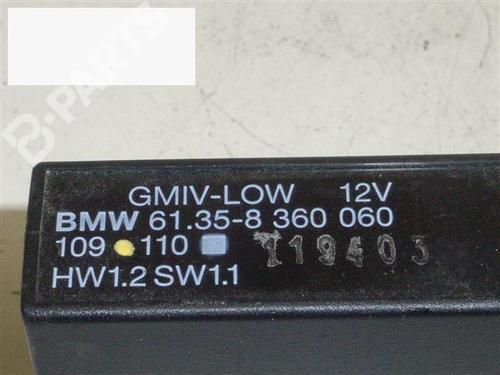 B-PARTS
GMIV-LOW 12V
BMW 61.35-8 360 060
109 110 119403
HW1.2 SW1.1